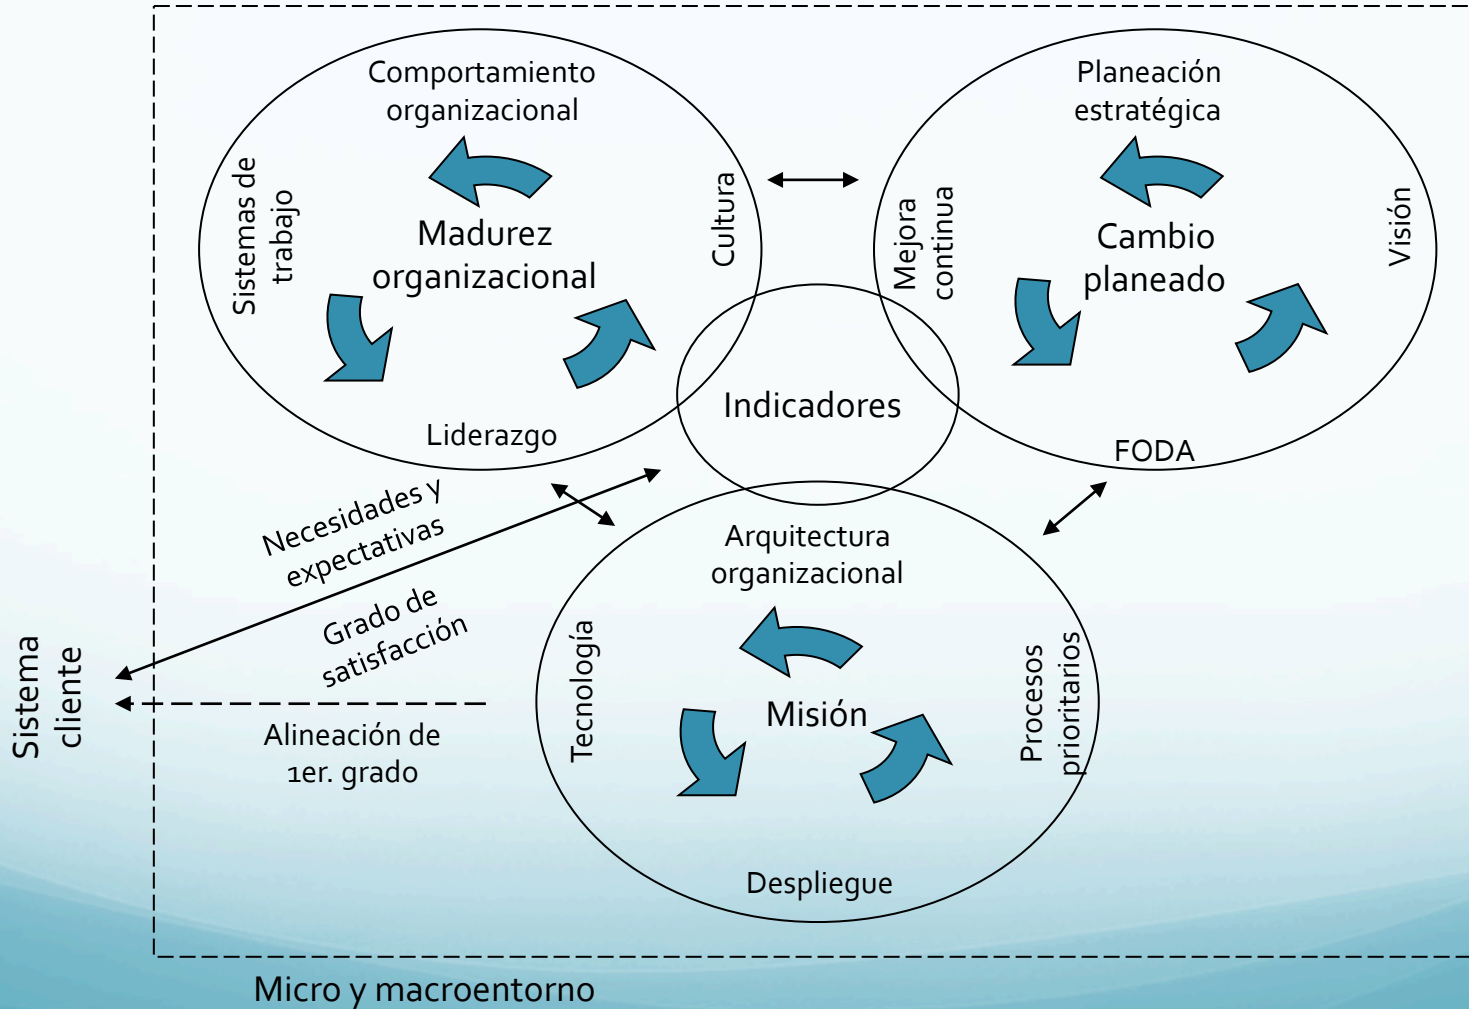 Comportamiento
organizacional
Sistemas de
trabajo
Madurez
organizacional
Cultura
Liderazgo
Planeación
estratégica
Mejora
continua
Cambio
planeado
Visión
FODA
Indicadores
Necesidades y
expectativas
Grado de
satisfacción
Sistema
cliente
Alineación de
1er. grado
Arquitectura
organizacional
Tecnología
Misión
Procesos
prioritarios
Despliegue
Micro y macroentorno